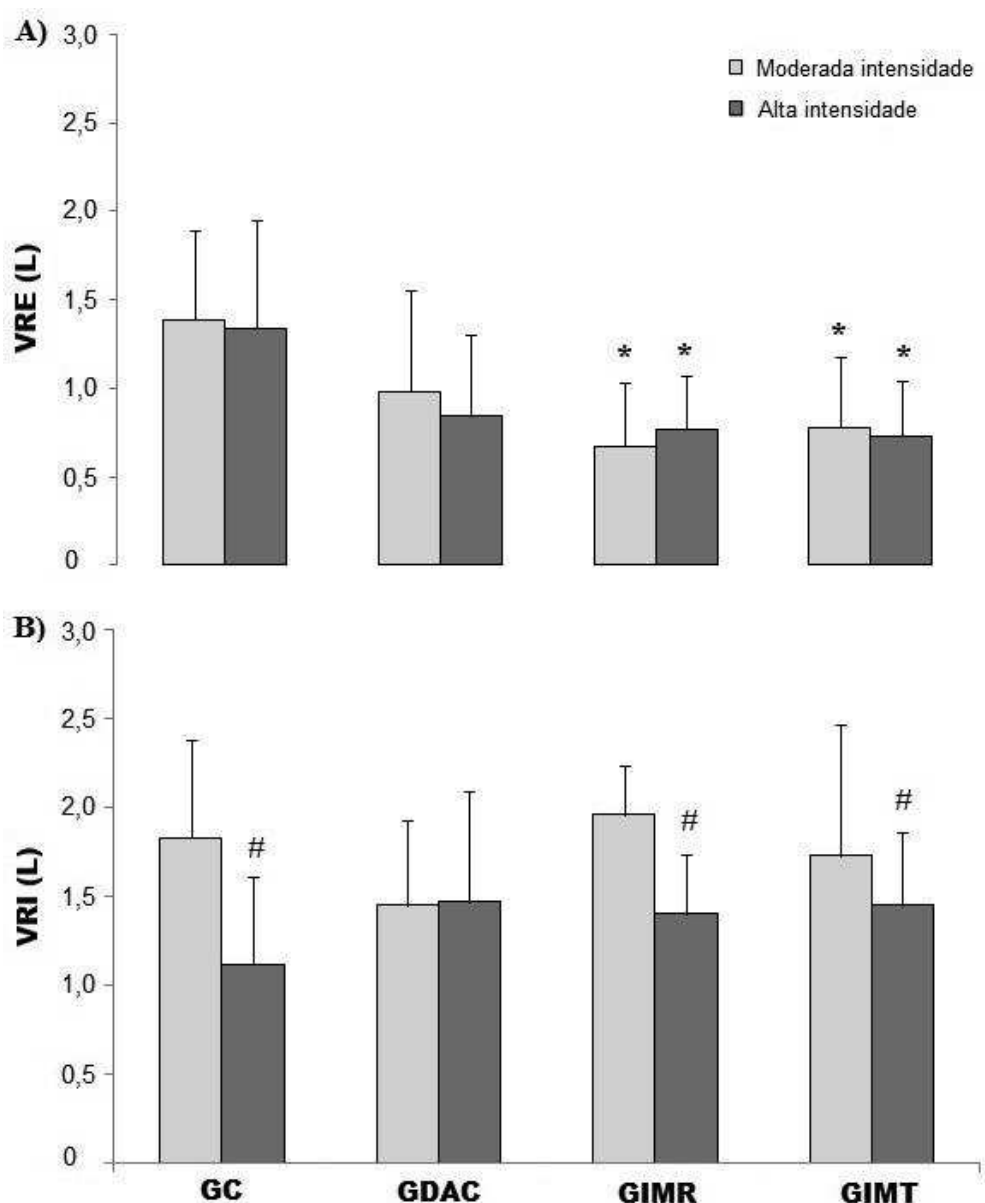 A)
3,0
Moderada intensidade
2,5
Alta intensidade
2,0
VRE (L)
1,5
* * * *
1,0
0,5
0
B)
3,0
2,5
2,0
# # #
VRI (L)
1,5
1,0
0,5
0
GC GDAC GIMR GIMT